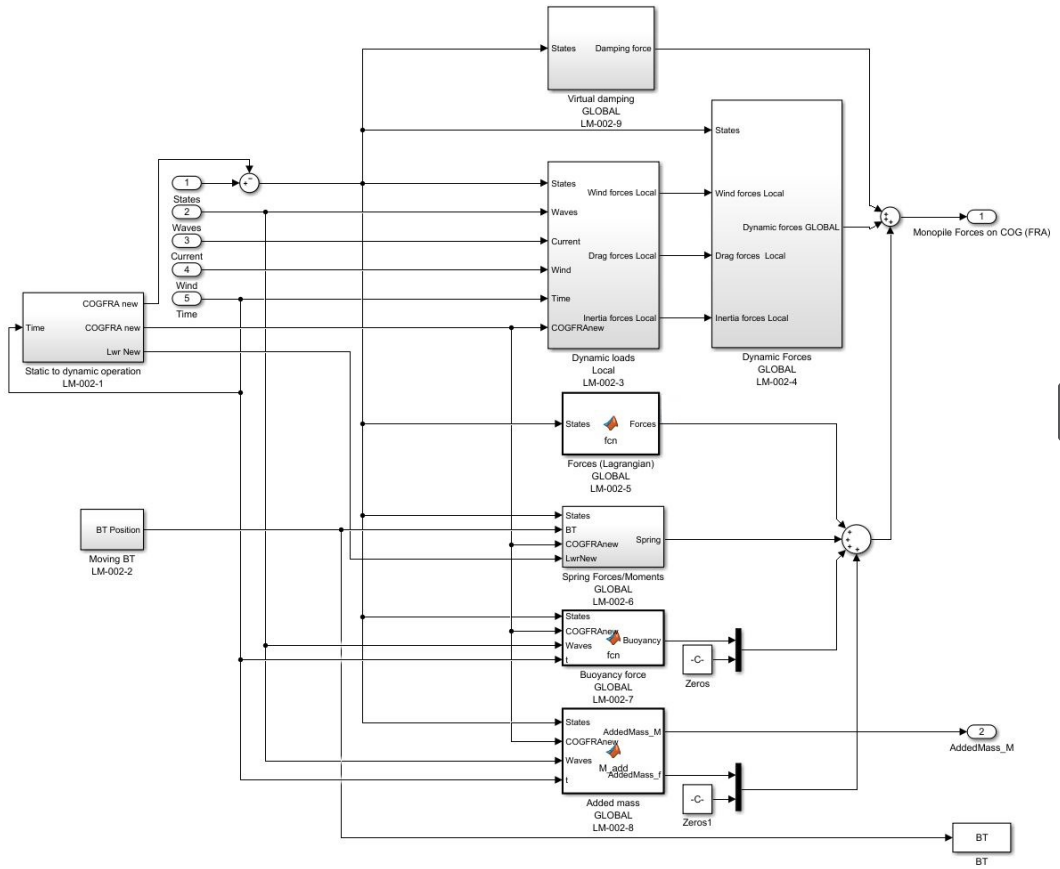 States
Damping force
Virtual damping
GLOBAL
LM-002-9
States
Wind forces Local
Drag forces  Local
Inertia forces Local
Dynamic forces GLOBAL
Dynamic Forces
GLOBAL
LM-002-4
1
States
2
Waves
3
Current
4
Wind
5
Time
States
Waves
Current
Wind
Time
COGFRAnew
Wind forces Local
Drag forces Local
Inertia forces Local
Dynamic loads
Local
LM-002-3
1
Monopile Forces on COG (FRA)
Time
COGFRA new
COGFRA new
Lwr New
Static to dynamic operation
LM-002-1
States
Forces
fcn
Forces (Lagrangian)
GLOBAL
LM-002-5
BT Position
Moving BT
LM-002-2
States
BT
COGFRAnew
LwrNew
Spring
Spring Forces/Moments
GLOBAL
LM-002-6
States
COGFRAnew
Waves
t
Buoyancy
fcn
Buoyancy force
GLOBAL
LM-002-7
-C-
Zeros
States
COGFRAnew
Waves
t
AddedMass_M
M_add
AddedMass_f
Added mass
GLOBAL
LM-002-8
-C-
Zeros1
2
AddedMass_M
BT
BT